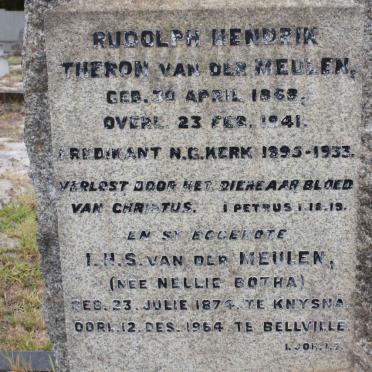 RUDOLPH HENDRIK
THERON VAN DER MEULEN,
GEB. 30 APRIL 1868,
OVERL. 23 FEB. 1941.
PREDIKANT N.G. KERK 1895-1933.
VERLOST DOOR HET DIERBAAR BLOED
VAN CHRISTUS. I PETRUS 1.18.19.
EN SY EGGENOTE
I.H.S. VAN DER MEULEN,
(NEE NELLIE BOTHA)
GEB. 23. JULIE 1874. TE KNYSNA.
OORL. 12. DES. 1964 TE BELLVILLE.
I. JOH. 1. 7.